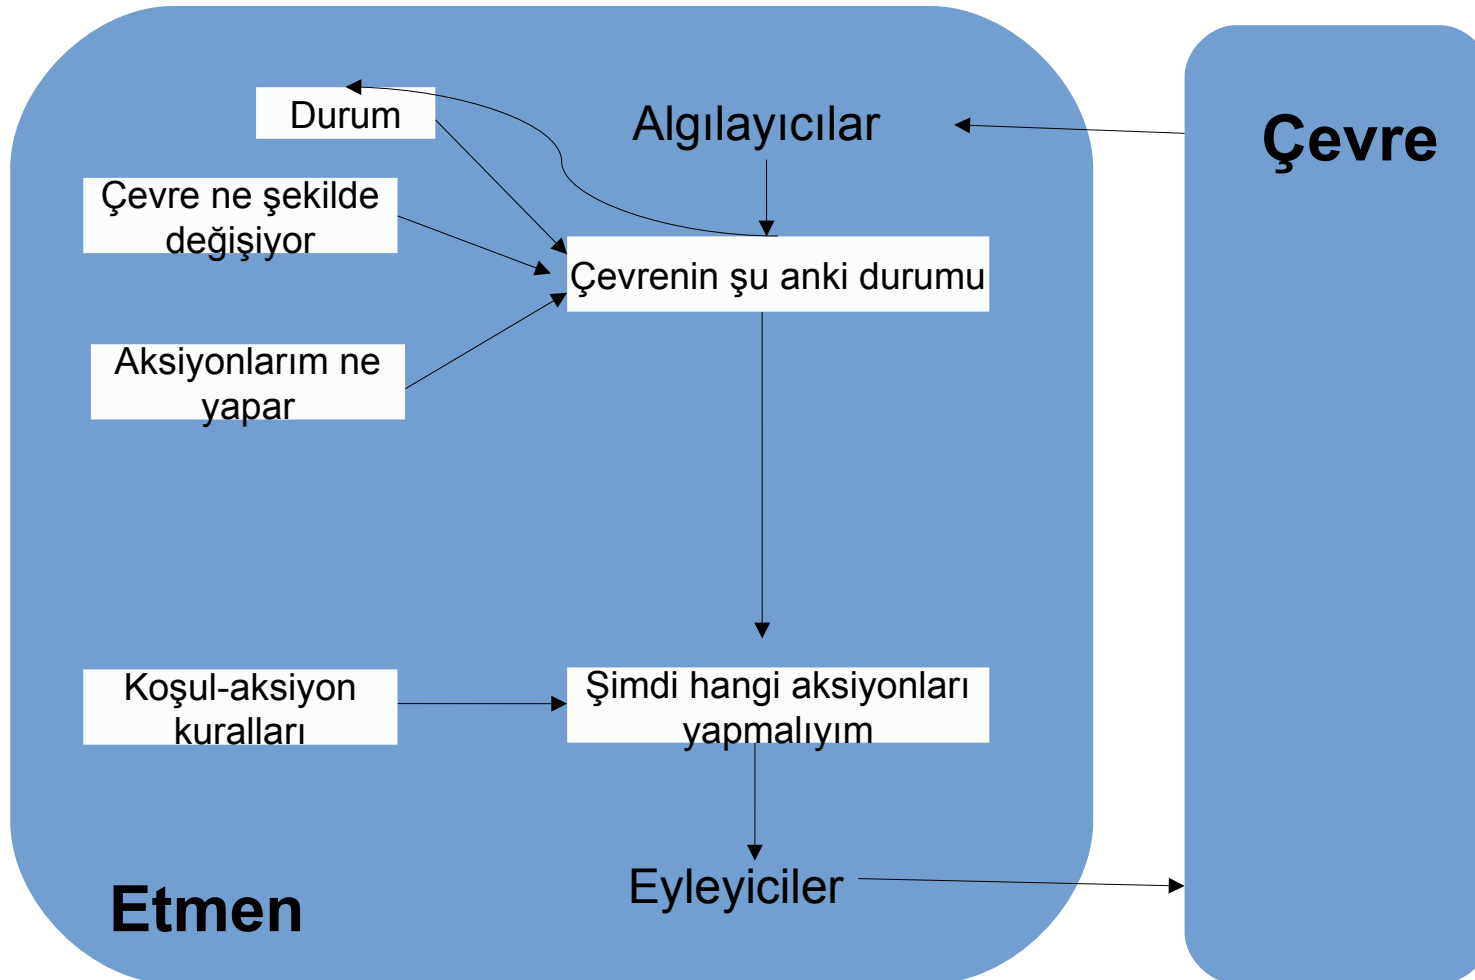 Durum
Algılayıcılar
Çevre
Çevre ne şekilde
değişiyor
Çevrenin şu anki durumu
Aksiyonlarım ne
yapar
Koşul-aksiyon
kuralları
Şimdi hangi aksiyonları
yapmalıyım
Eyleyiciler
Etmen